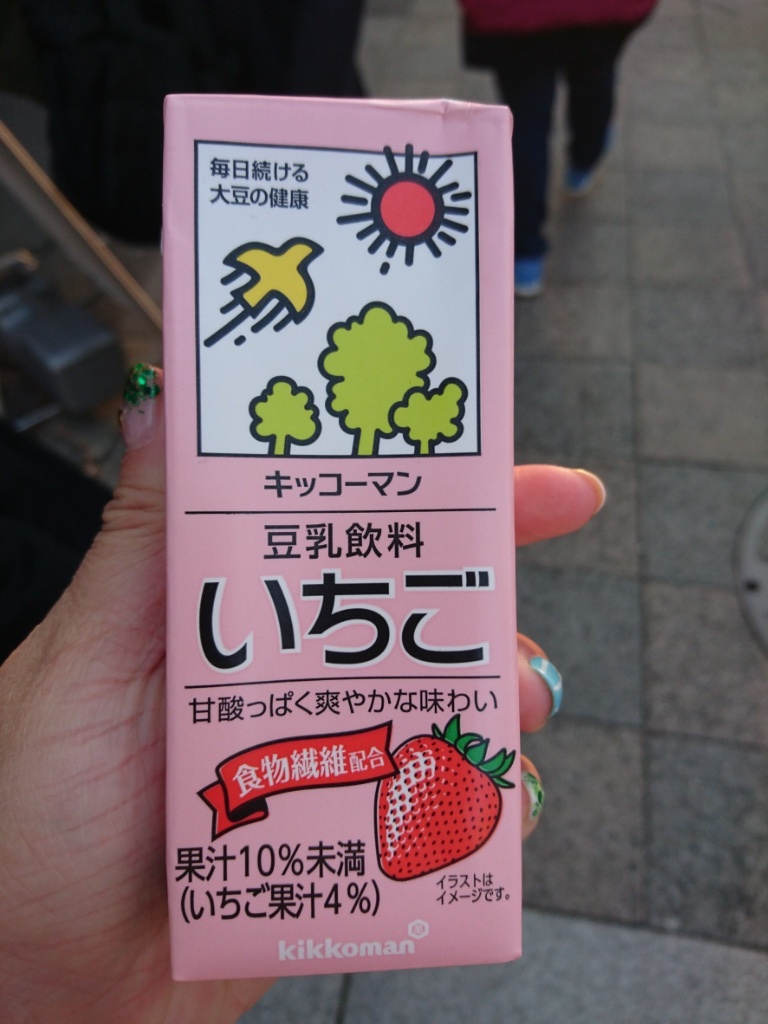 毎日続ける
大豆の健康
キッコーマン
豆乳飲料
いちご
甘酸っぱく爽やかな味わい
食物繊維配合
果汁10%未満
(いちご果汁4%)
イラストは
イメージです。
kikkoman